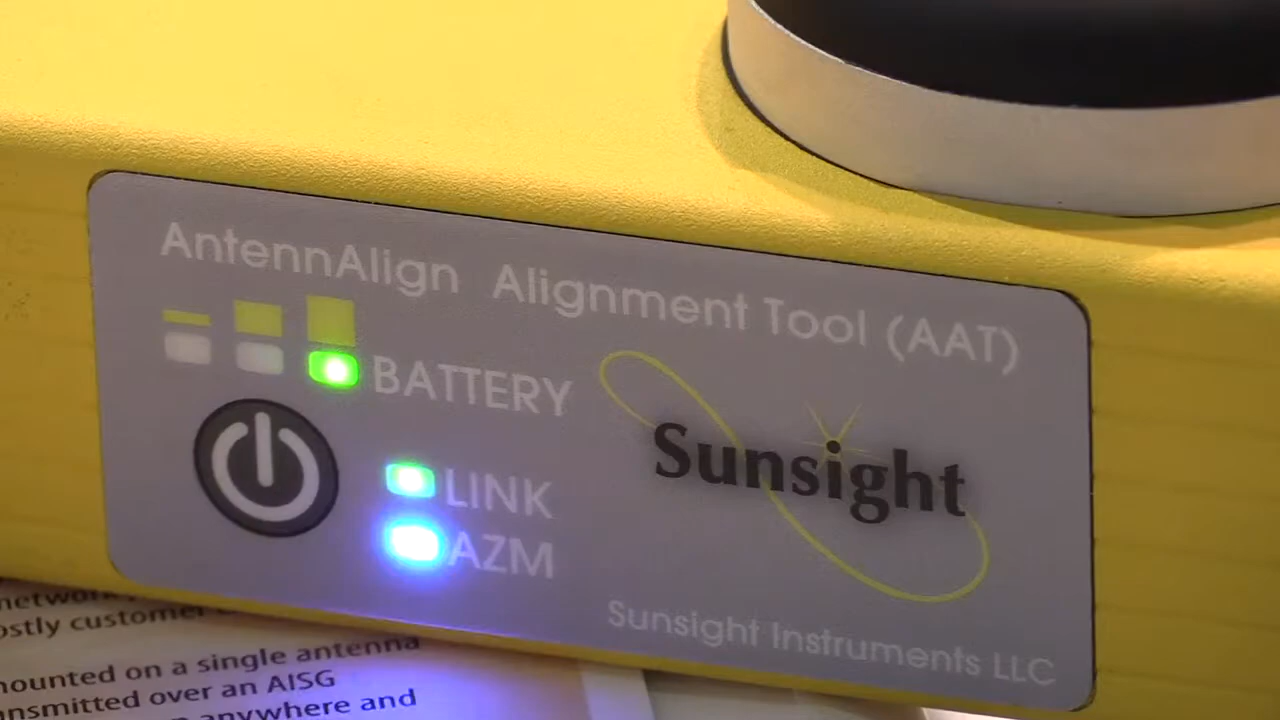 AntennAlign Alignment Tool (AAT)
BATTERY
LINK
AZM
Sunsight
Sunsight Instruments LLC
network
ostly customer
ounted on a single antenna
nsmitted over an AISG
anywhere and